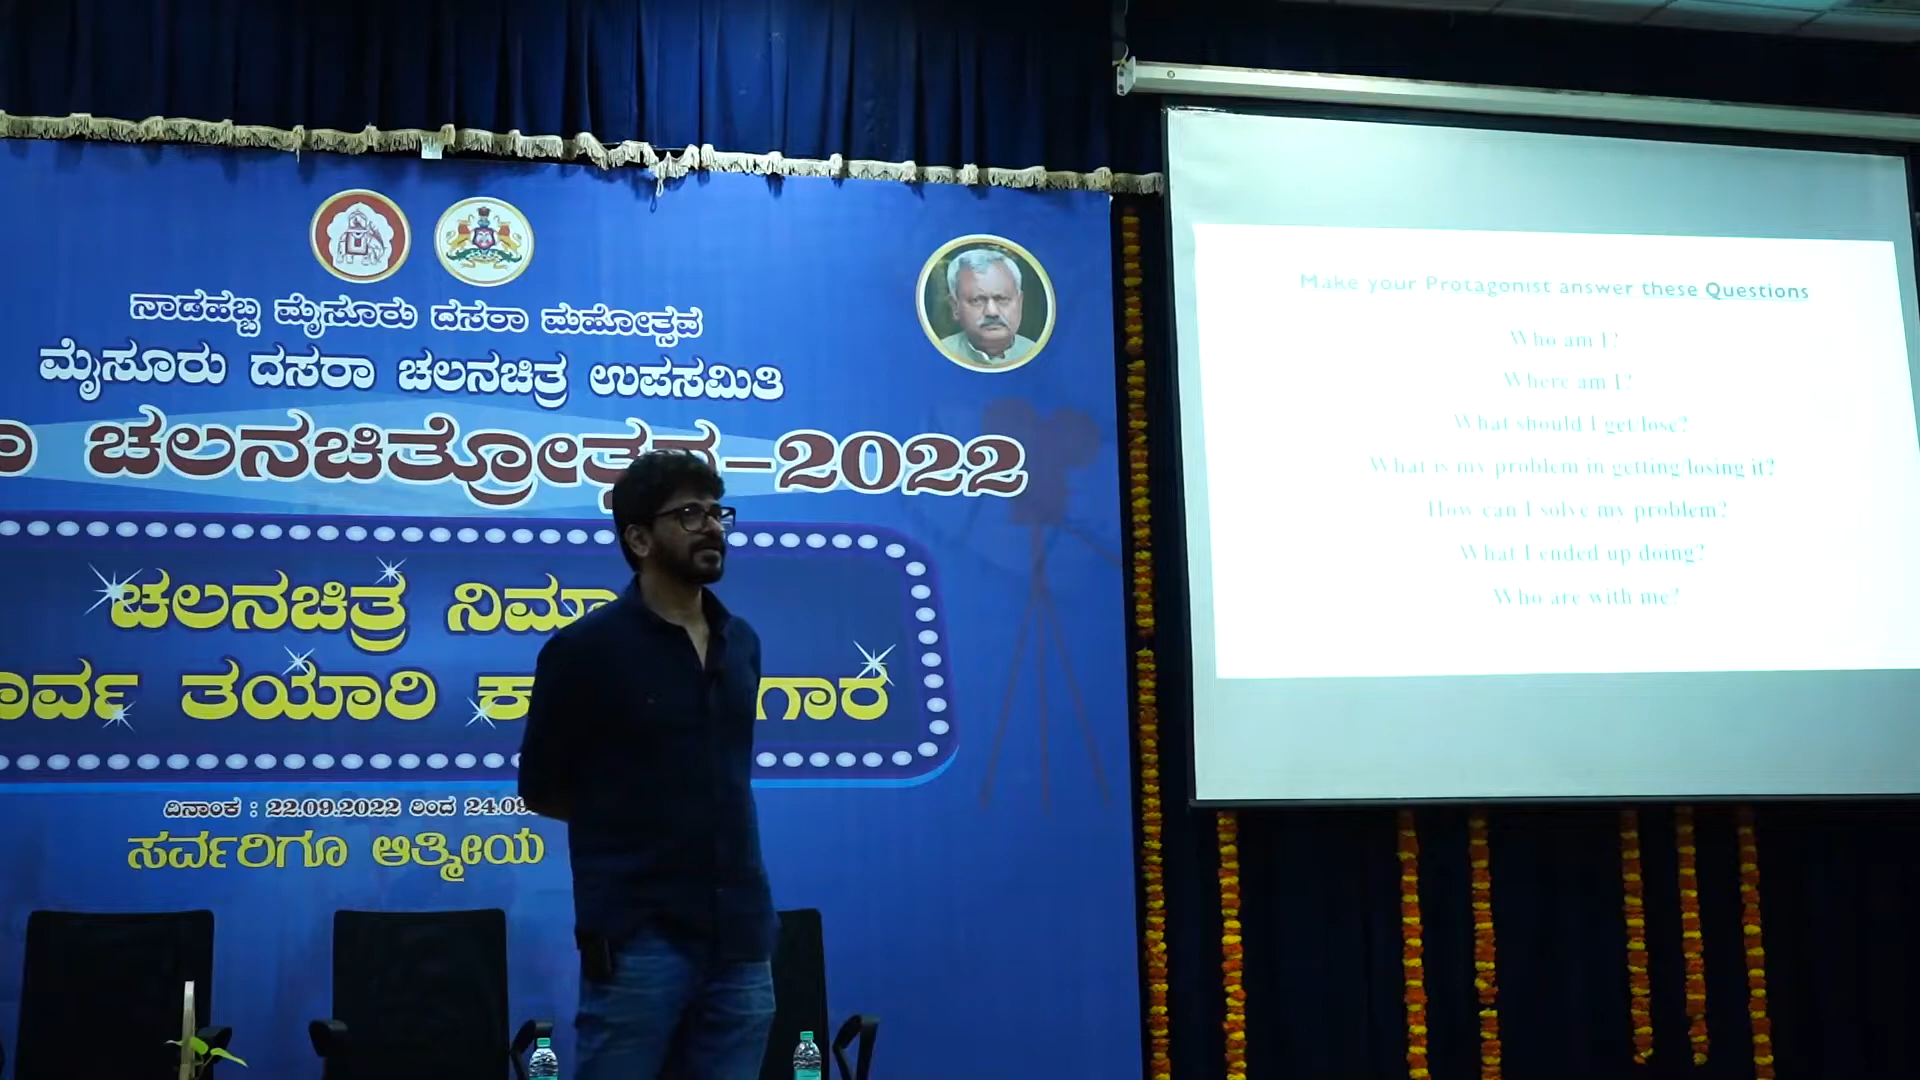 ನಾಡಹಬ್ಬ ಮೈಸೂರು ದಸರಾ ಮಹೋತ್ಸವ
ಮೈಸೂರು ದಸರಾ ಚಲನಚಿತ್ರ ಉಪಸಮಿತಿ
ಚಲನಚಿತ್ರೋತ್ಸವ-2022
ಚಲನಚಿತ್ರ
ತಯಾರಿ
ದಿನಾಂಕ : 22.09.2022 ರಿಂದ 24.09
ಸರ್ವರಿಗೂ ಆತ್ಮೀಯ
Make your Protagonist answer these Questions
Who am I?
Where am I?
What should I get/lose?
What is my problem in getting/losing it?
How can I solve my problem?
What I ended up doing?
Who are with me?